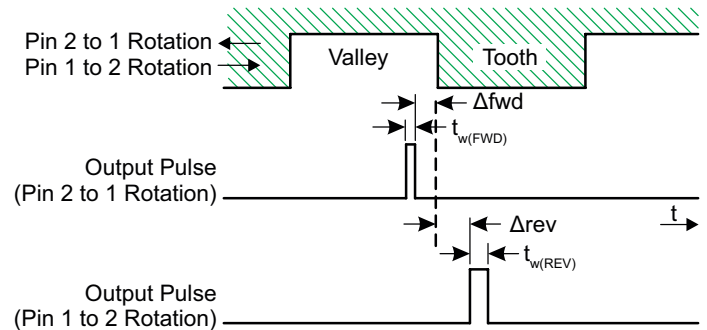 Pin 2 to 1 Rotation
Pin 1 to 2 Rotation
Valley
Tooth
Δfwd
tw(FWD)
Output Pulse
(Pin 2 to 1 Rotation)
t
Δrev
tw(REV)
Output Pulse
(Pin 1 to 2 Rotation)